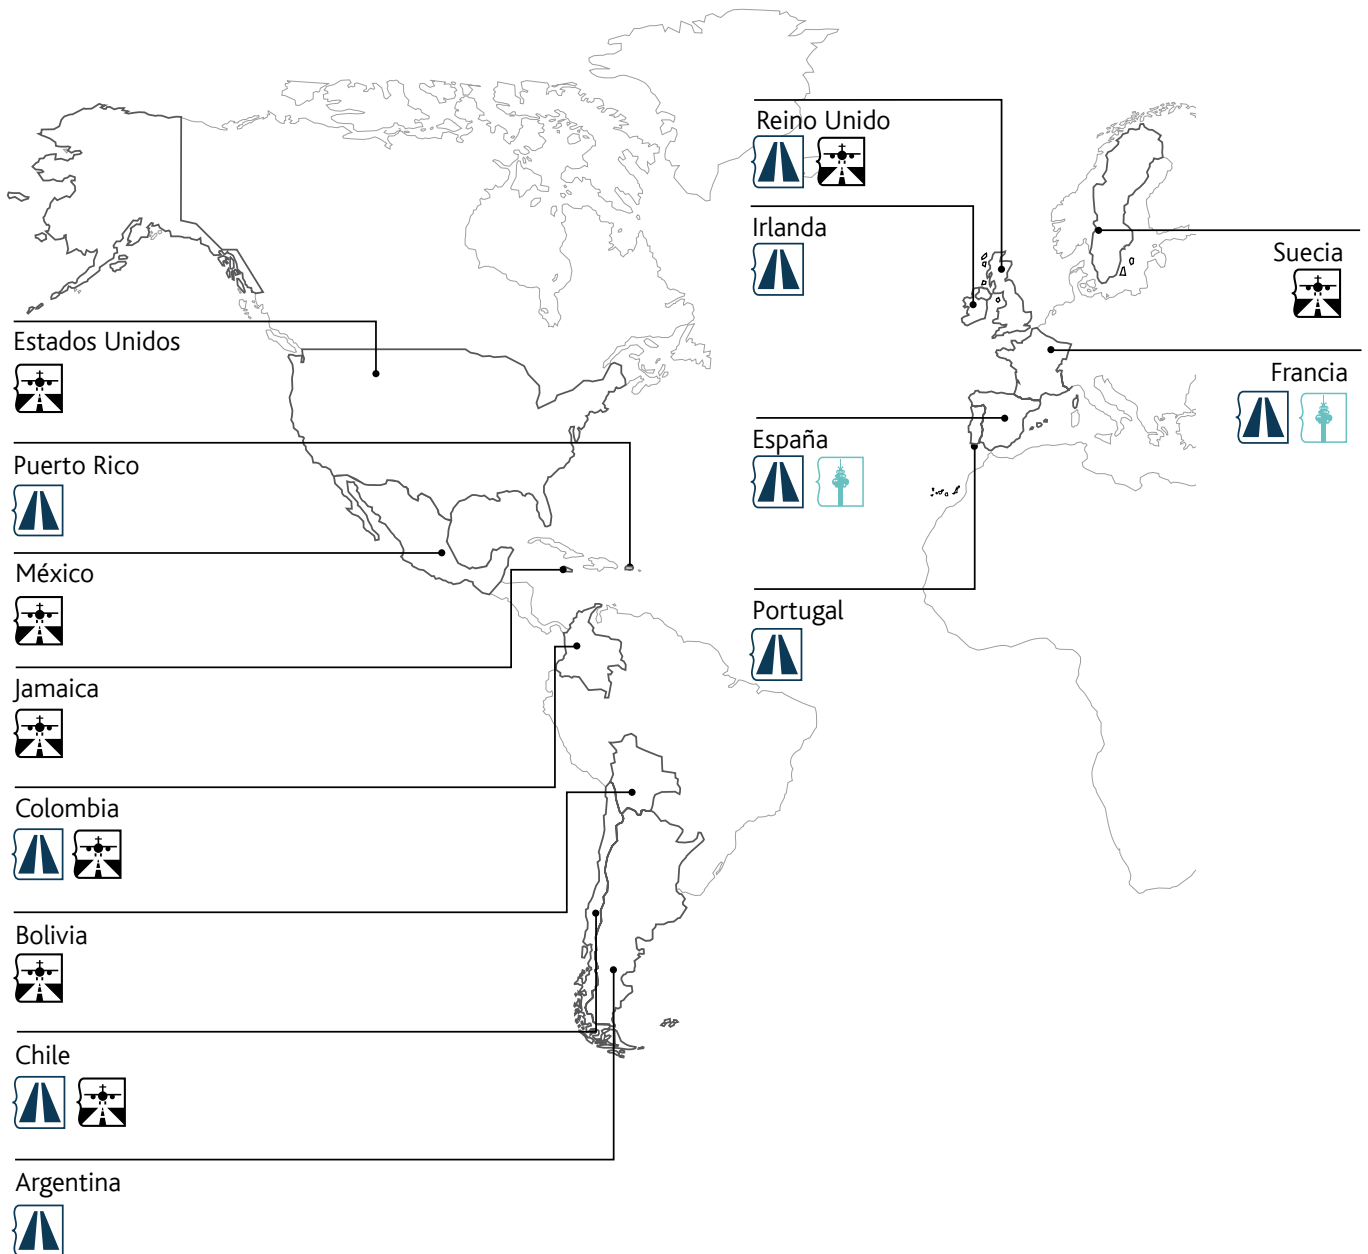 Estados Unidos
Puerto Rico
México
Jamaica
Colombia
Bolivia
Chile
Argentina
Reino Unido
Irlanda
España
Portugal
Suecia
Francia